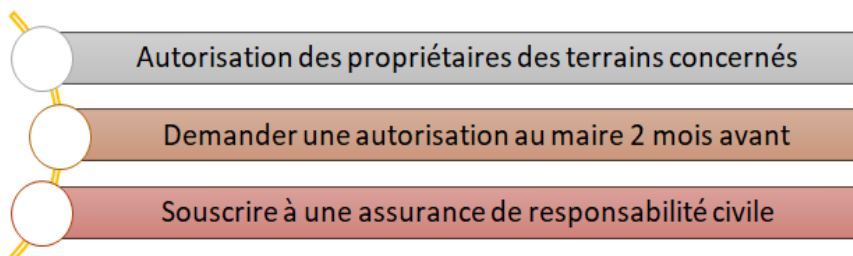 Autorisation des propriétaires des terrains concernés
Demander une autorisation au maire 2 mois avant
Souscrire à une assurance de responsabilité civile